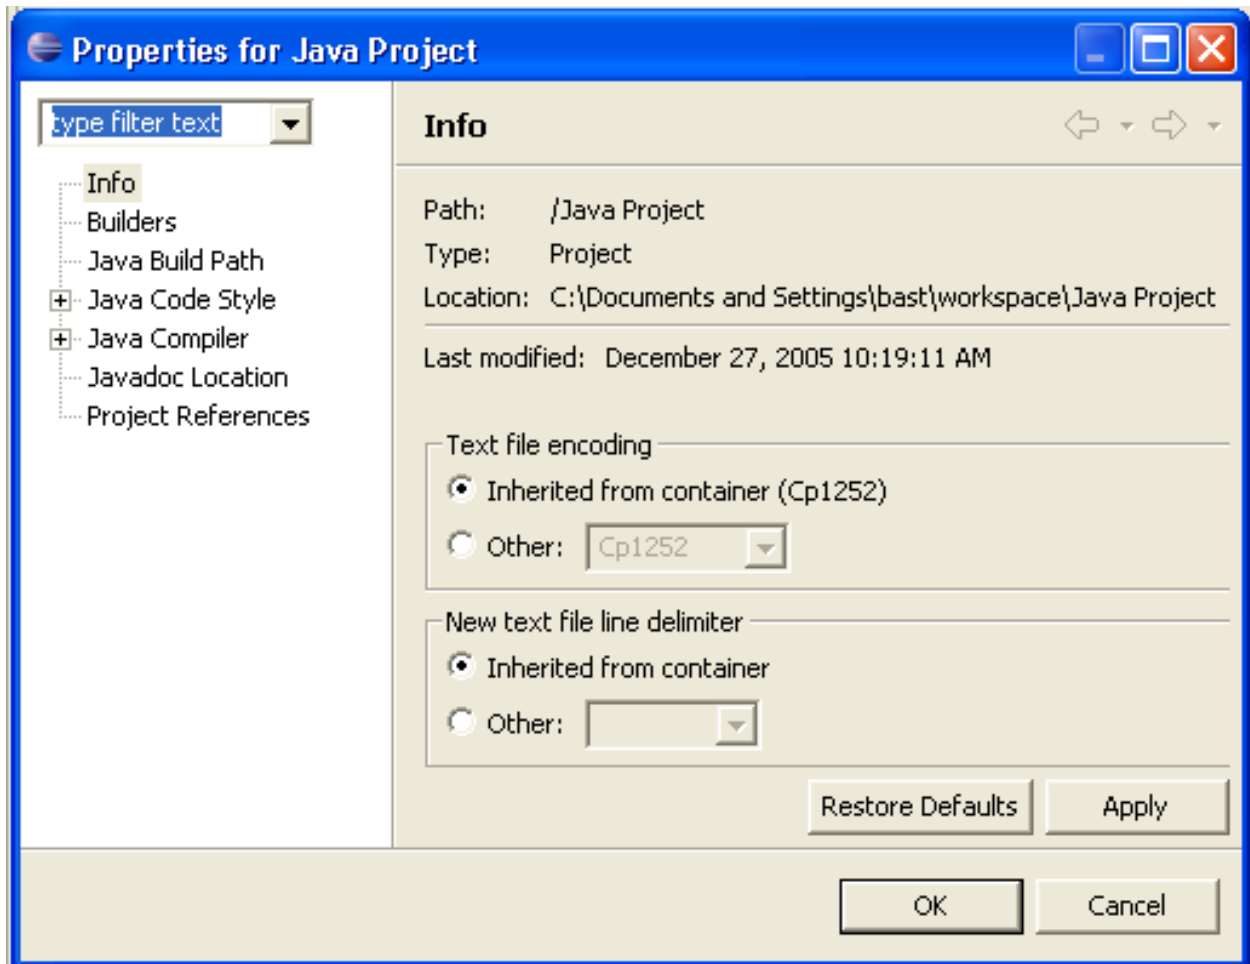 Properties for Java Project
type filter text
Info
Builders
Java Build Path
Java Code Style
Java Compiler
Javadoc Location
Project References
Info
Path: /Java Project
Type: Project
Location: C:\Documents and Settings\bast\workspace\Java Project
Last modified: December 27, 2005 10:19:11 AM
Text file encoding
Inherited from container (Cp1252)
Other: Cp1252
New text file line delimiter
Inherited from container
Other:
Restore Defaults Apply
OK Cancel